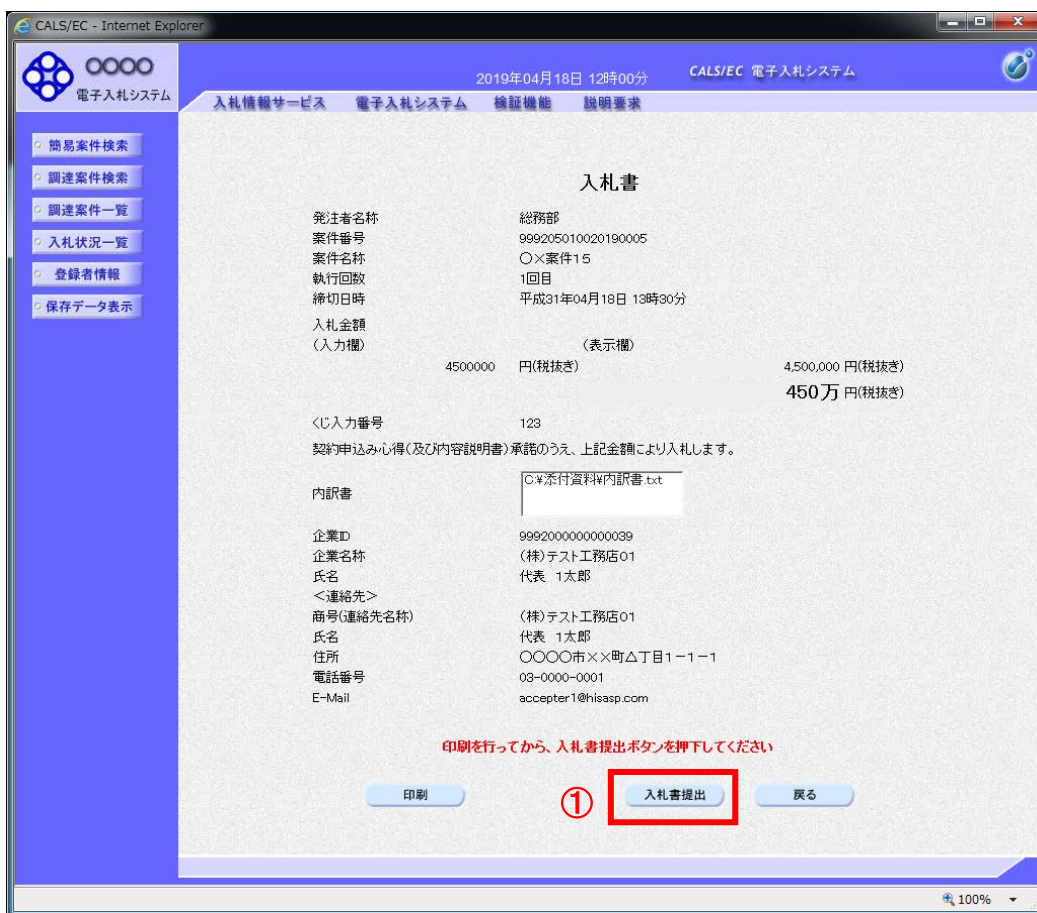 CALS/EC - Internet Explorer
OOOO
電子入札システム
2019年04月18日 12時00分
CALS/EC 電子入札システム
入札情報サービス 電子入札システム 検証機能 説明要求
簡易案件検索
調達案件検索
調達案件一覧
入札状況一覧
登録者情報
保存データ表示
入札書
発注者名称 総務部
案件番号 999205010020190005
案件名称 〇×案件15
執行回数 1回目
締切日時 平成31年04月18日 13時30分
入札金額
(入力欄) (表示欄)
4500000 円(税抜き) 4,500,000 円(税抜き)
450万 円(税抜き)
くじ入力番号 123
契約申込み心得(及び内容説明書)承諾のうえ、上記金額により入札します。
内訳書 C:¥添付資料¥内訳書.txt
企業ID 9992000000000039
企業名称 (株)テスト工務店01
氏名 代表 1太郎
<連絡先>
商号(連絡先名称) (株)テスト工務店01
氏名 代表 1太郎
住所 〇〇〇〇市××町△丁目1-1-1
電話番号 03-0000-0001
E-Mail accepter1@hisasp.com
印刷を行ってから、入札書提出ボタンを押下してください
印刷 ① 入札書提出 戻る
100%